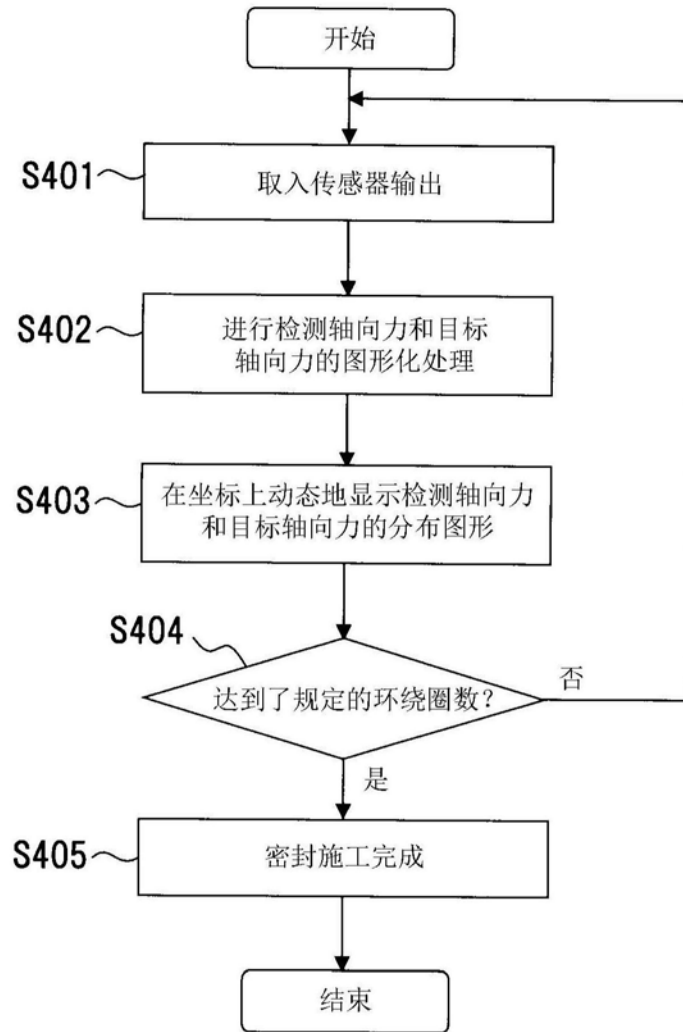 开始
S401
取入传感器输出
S402
进行检测轴向力和目标
轴向力的图形化处理
S403
在坐标上动态地显示检测轴向力
和目标轴向力的分布图形
S404
达到了规定的环绕圈数?
否
是
S405
密封施工完成
结束